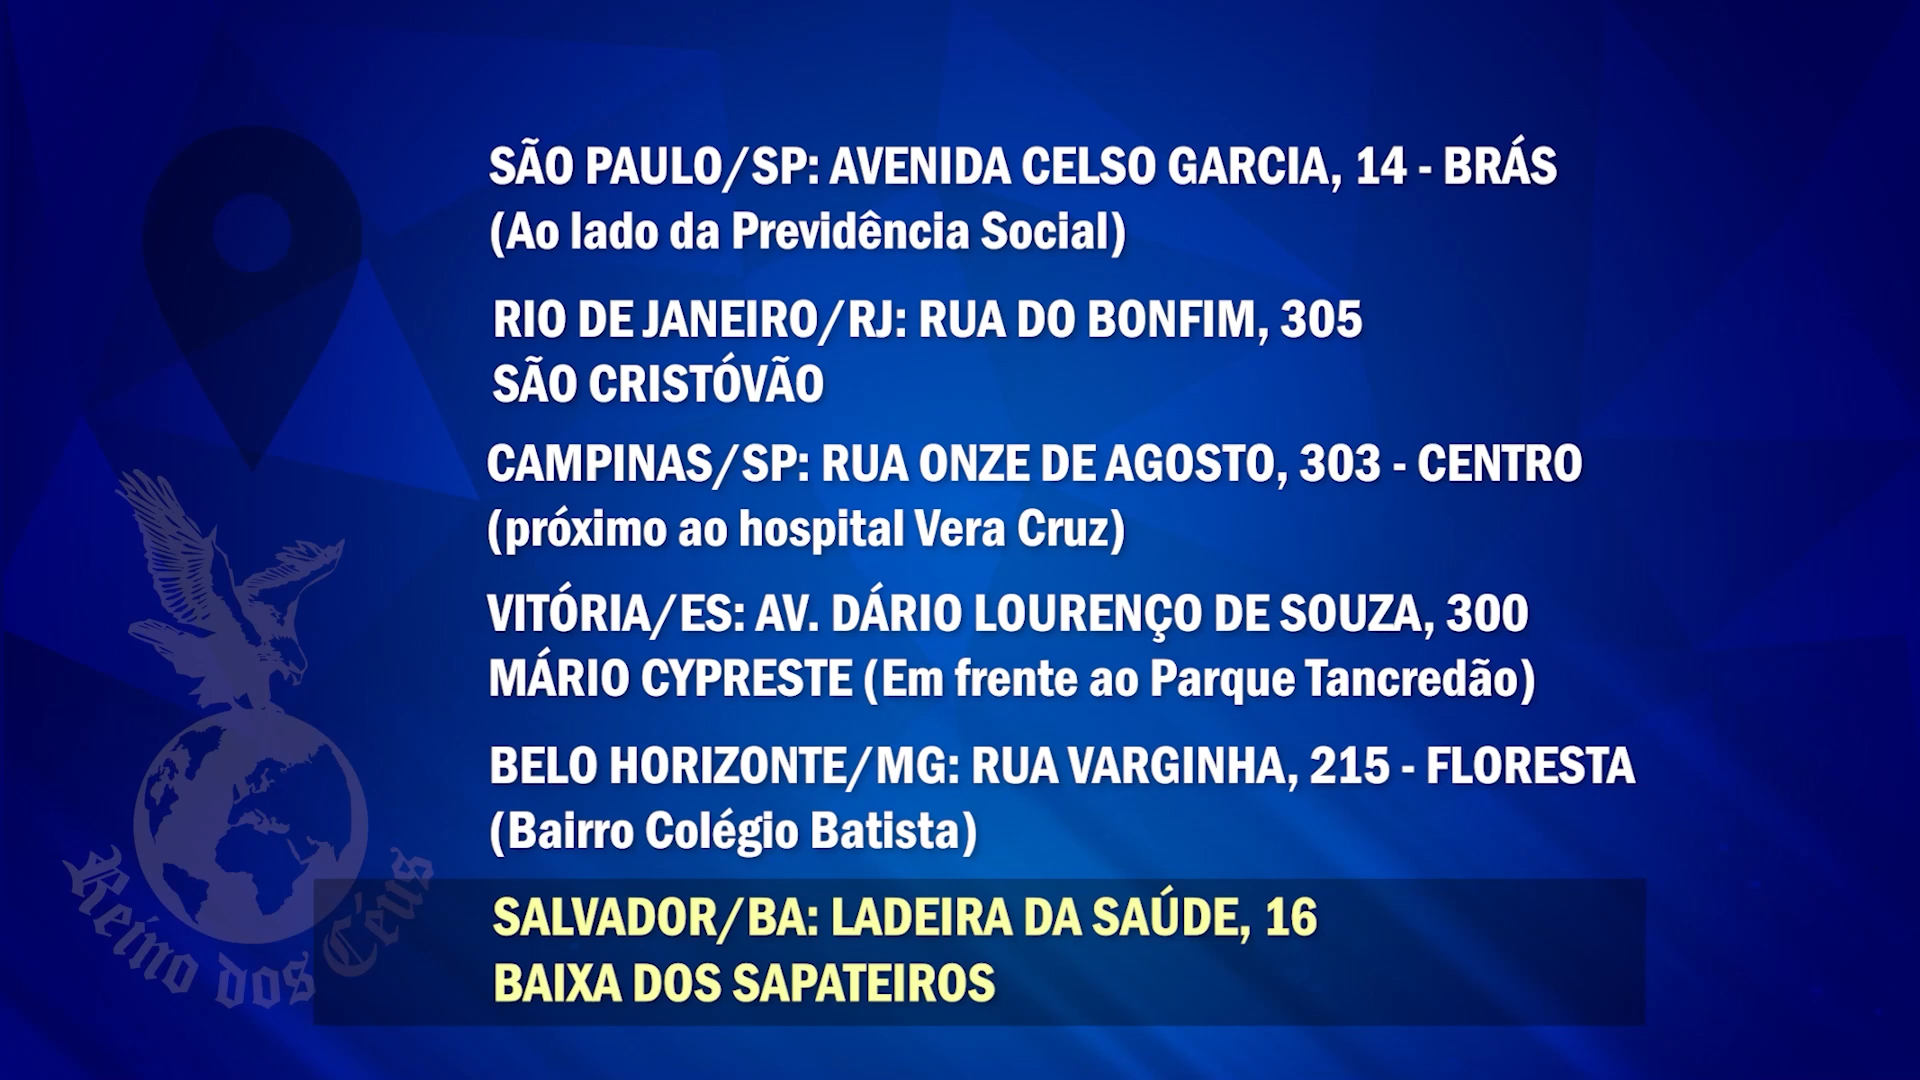 SÃO PAULO/SP: AVENIDA CELSO GARCIA, 14 - BRÁS
(Ao lado da Previdência Social)
RIO DE JANEIRO/RJ: RUA DO BONFIM, 305
SÃO CRISTÓVÃO
CAMPINAS/SP: RUA ONZE DE AGOSTO, 303 - CENTRO
(próximo ao hospital Vera Cruz)
VITÓRIA/ES: AV. DÁRIO LOURENÇO DE SOUZA, 300
MÁRIO CYPRESTE (Em frente ao Parque Tancredão)
BELO HORIZONTE/MG: RUA VARGINHA, 215 - FLORESTA
(Bairro Colégio Batista)
SALVADOR/BA: LADEIRA DA SAÚDE, 16
BAIXA DOS SAPATEIROS
Reino dos Céus